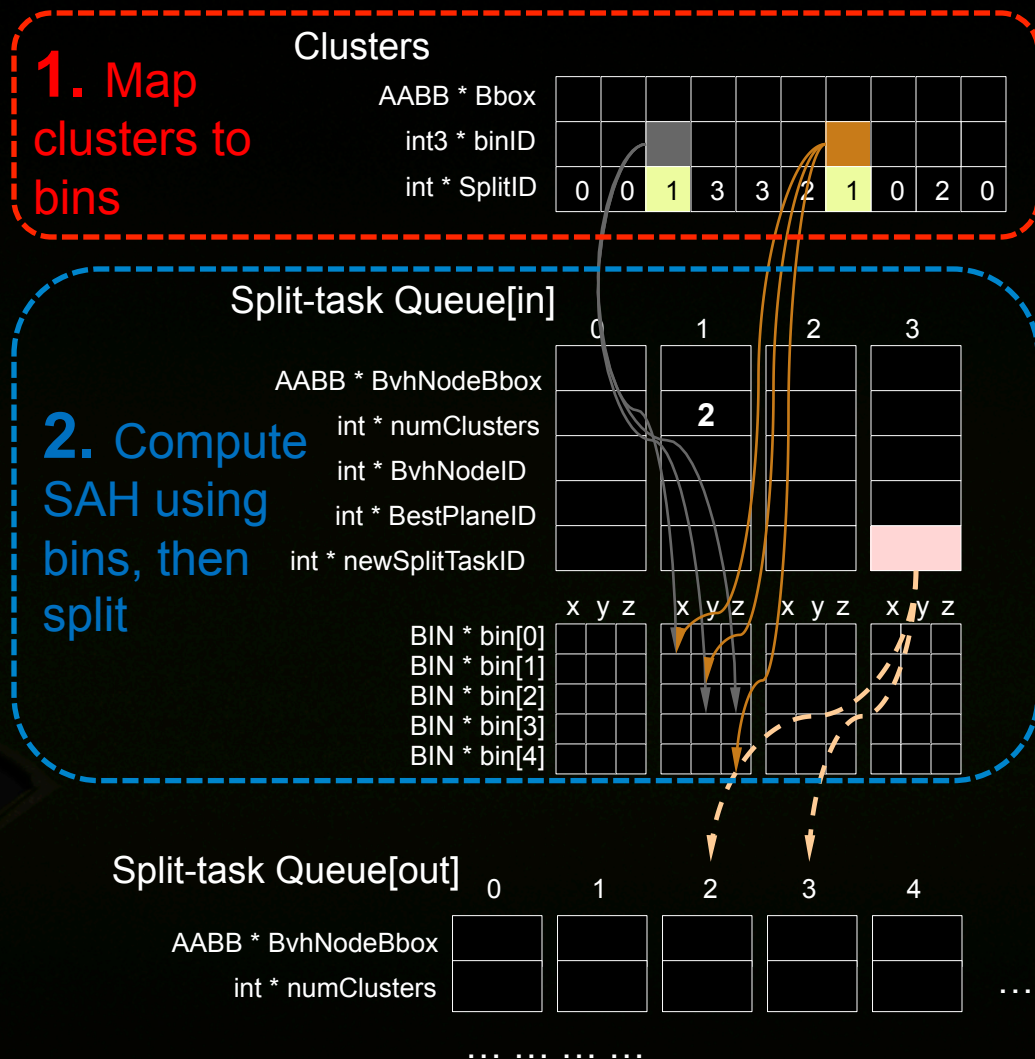 Clusters
1. Map
clusters to
bins
AABB * Bbox
int3 * binID
int * SplitID
0 0 1 3 3 2 1 0 2 0
Split-task Queue[in]
0 1 2 3
2. Compute
SAH using
bins, then
split
AABB * BvhNodeBbox
int * numClusters
2
int * BvhNodeID
int * BestPlaneID
int * newSplitTaskID
x y z x y z x y z x y z
BIN * bin[0]
BIN * bin[1]
BIN * bin[2]
BIN * bin[3]
BIN * bin[4]
Split-task Queue[out]
0 1 2 3 4
AABB * BvhNodeBbox
int * numClusters
...
... ... ... ...